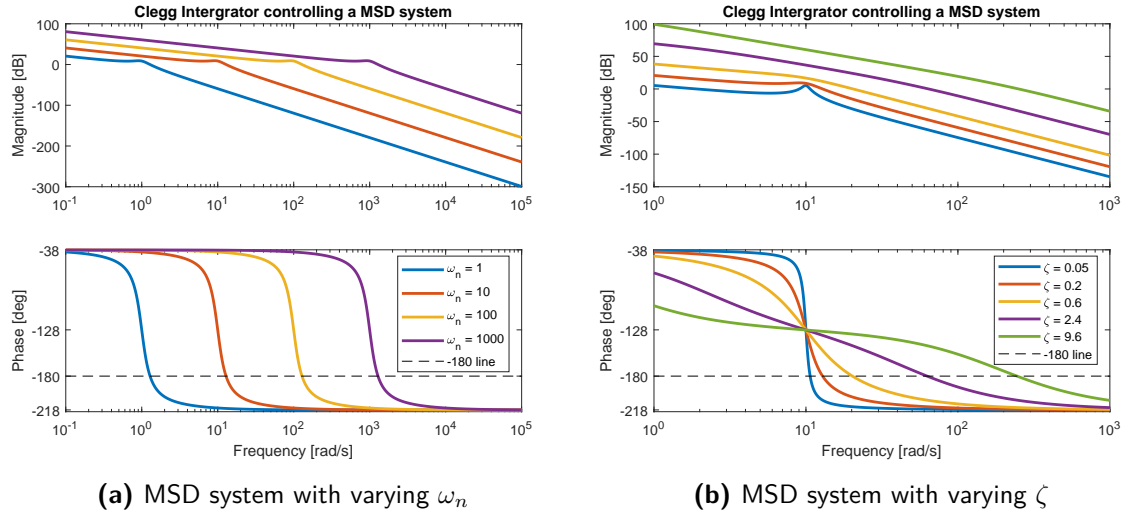 Clegg Intergrator controlling a MSD system
100
0
-100
-200
-300
Magnitude [dB]
10^-1 10^0 10^1 10^2 10^3 10^4 10^5
-38
-128
-180
-218
Phase [deg]
ω_n = 1
ω_n = 10
ω_n = 100
ω_n = 1000
-180 line
10^-1 10^0 10^1 10^2 10^3 10^4 10^5
Frequency [rad/s]
(a) MSD system with varying ω_n
Clegg Intergrator controlling a MSD system
100
50
0
-50
-100
-150
Magnitude [dB]
10^0 10^1 10^2 10^3
-38
-128
-180
-218
Phase [deg]
ζ = 0.05
ζ = 0.2
ζ = 0.6
ζ = 2.4
ζ = 9.6
-180 line
10^0 10^1 10^2 10^3
Frequency [rad/s]
(b) MSD system with varying ζ